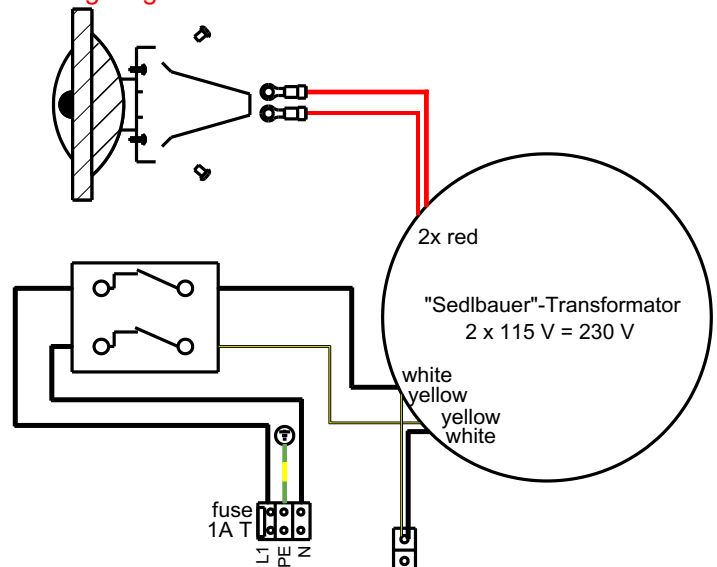 2x red
"Sedlbauer"-Transformator
2 x 115 V = 230 V
white
yellow
yellow
white
fuse
1A T
L1
PE
N